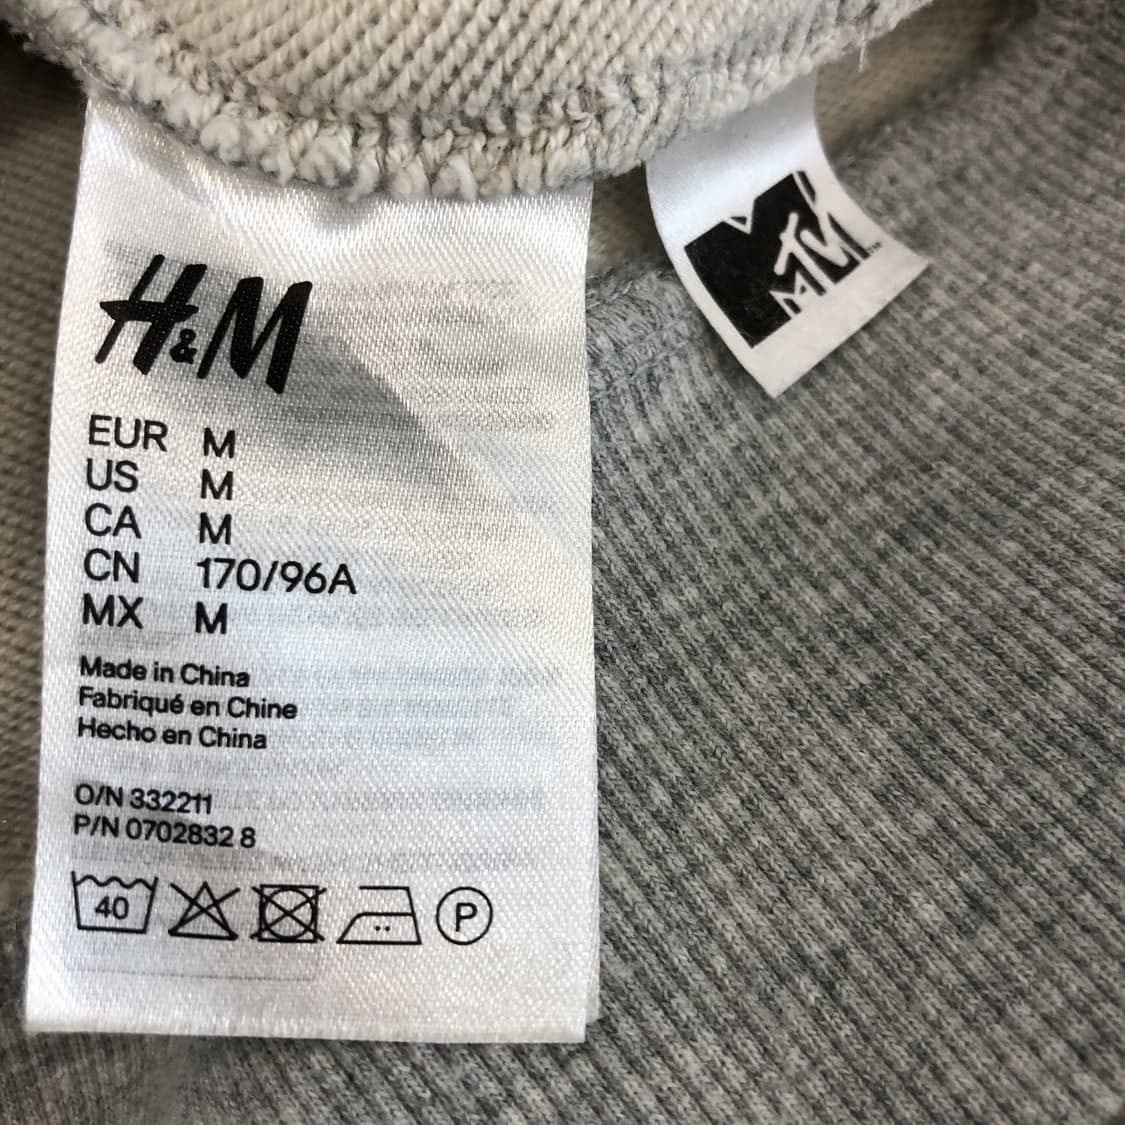 H&M
EUR M
US M
CA M
CN 170/96A
MX M
Made in China
Fabriqué en Chine
Hecho en China
O/N 332211
P/N 0702832 8
40
P
MTV
TM